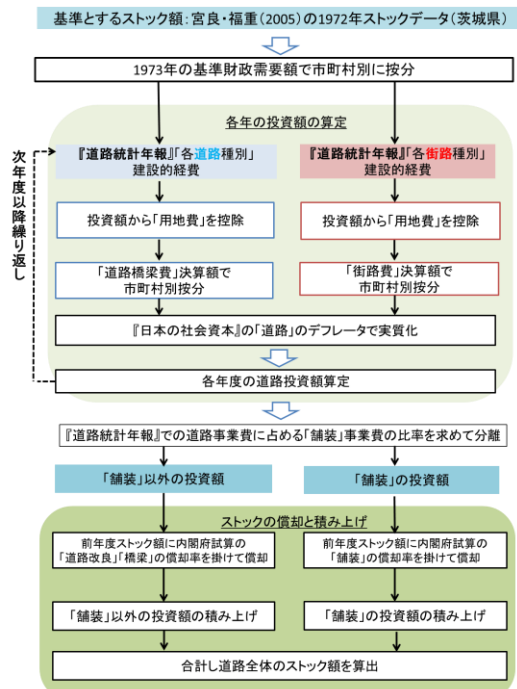 基準とするストック額：宮良・福重(2005)の1972年ストックデータ(茨城県)
1973年の基準財政需要額で市町村別に按分
各年の投資額の算定
『道路統計年報』「各道路種別」
建設的経費
『道路統計年報』「各街路種別」
建設的経費
次年度以降繰り返し
投資額から「用地費」を控除
投資額から「用地費」を控除
「道路橋梁費」決算額で
市町村別按分
「街路費」決算額で
市町村別按分
『日本の社会資本』の「道路」のデフレータで実質化
各年度の道路投資額算定
『道路統計年報』での道路事業費に占める「舗装」事業費の比率を求めて分離
「舗装」以外の投資額
「舗装」の投資額
ストックの償却と積み上げ
前年度ストック額に内閣府試算の
「道路改良」「橋梁」の償却率を掛けて償却
前年度ストック額に内閣府試算の
「舗装」の償却率を掛けて償却
「舗装」以外の投資額の積み上げ
「舗装」の投資額の積み上げ
合計し道路全体のストック額を算出